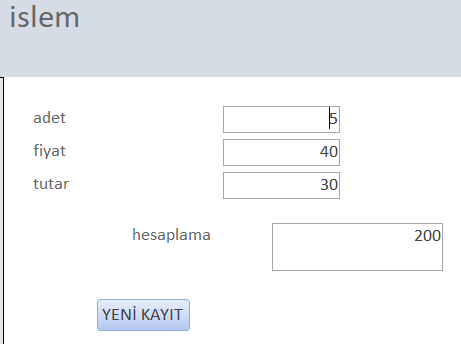 islem
adet 5
fiyat 40
tutar 30
hesaplama 200
YENİ KAYIT